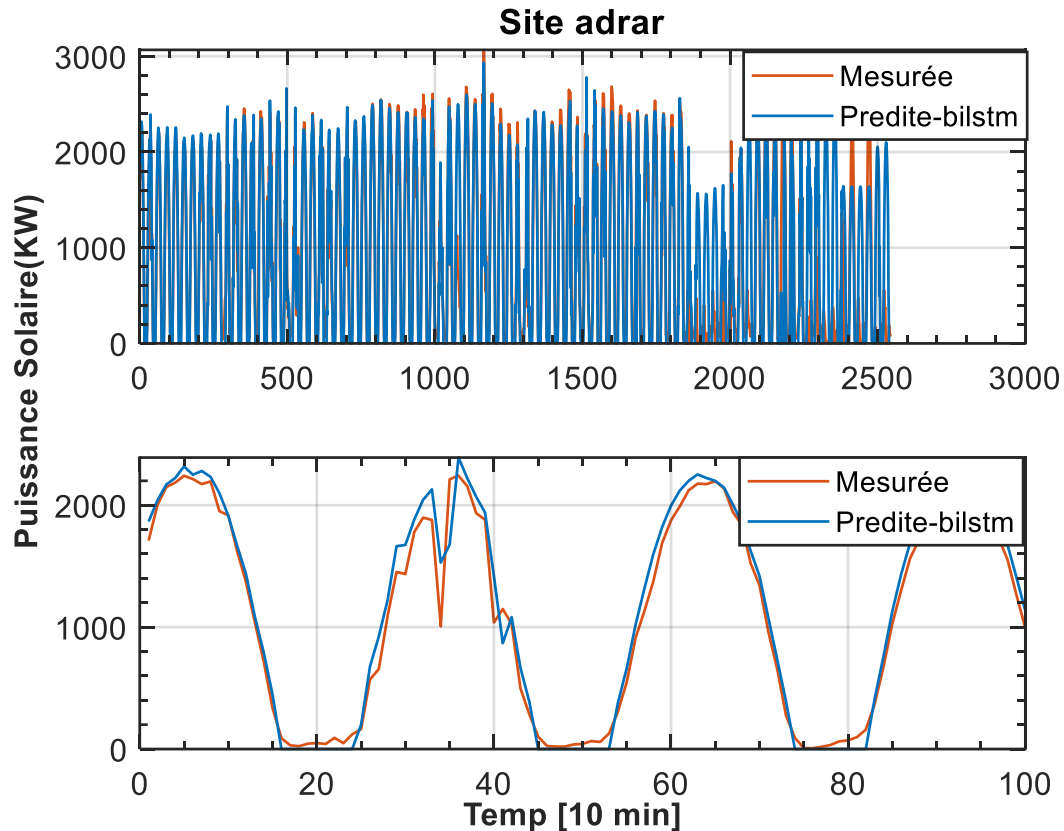 Site adrar
Puissance Solaire(KW)
3000
2000
1000
0
Mesurée
Predite-bilstm
0 500 1000 1500 2000 2500 3000
2000
1000
0
Mesurée
Predite-bilstm
0 20 40 60 80 100
Temp [10 min]